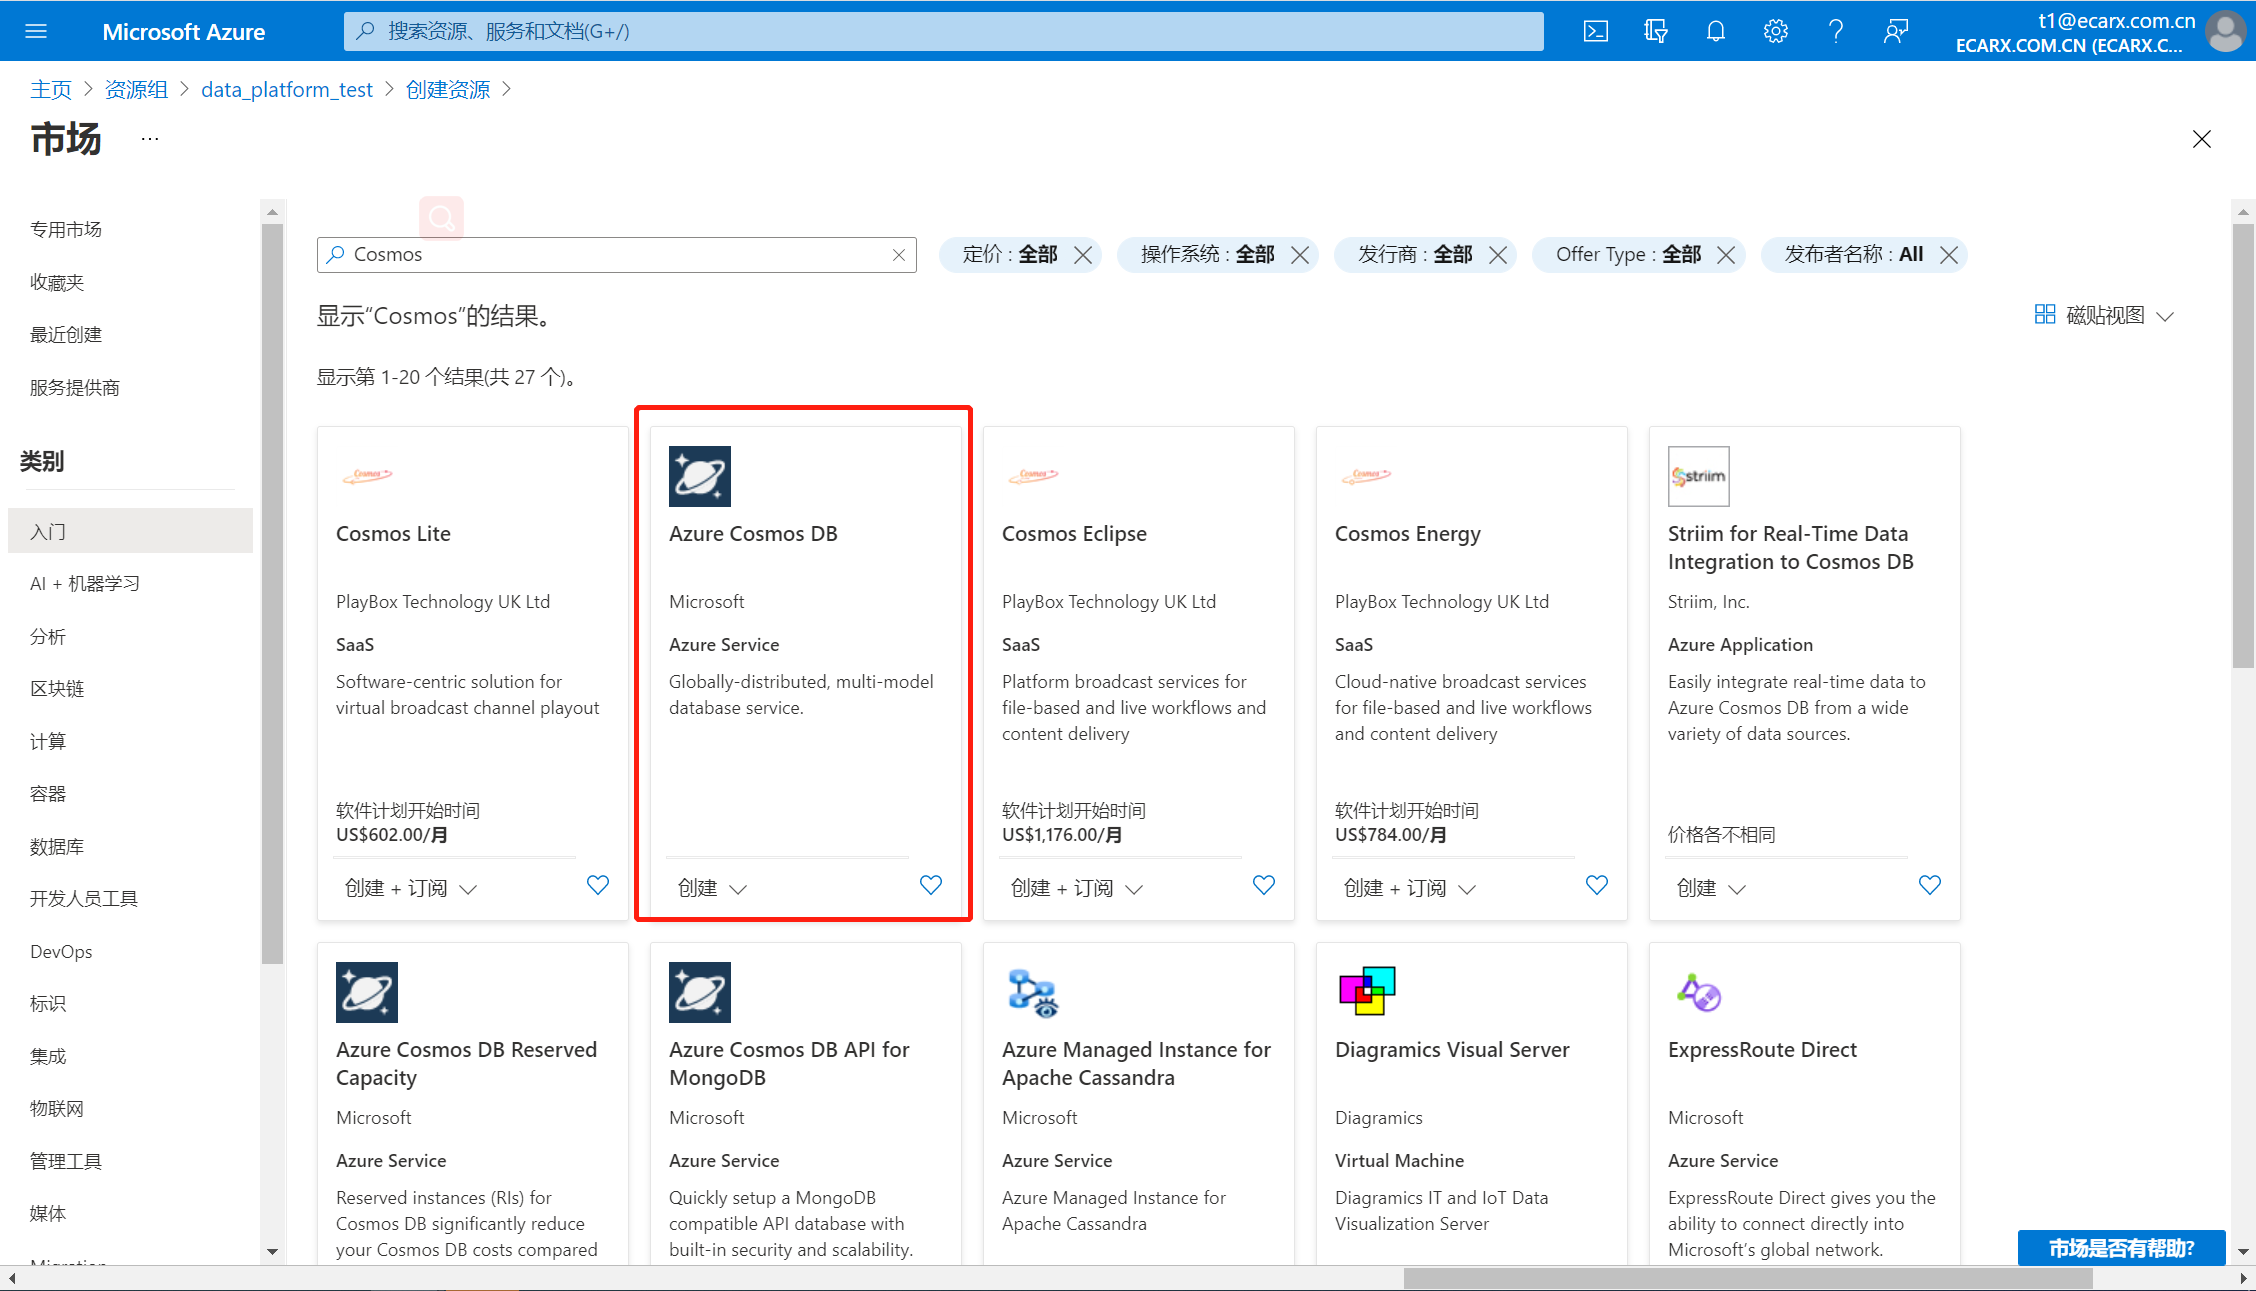 Microsoft Azure
搜索资源、服务和文档(G+/)
t1@ecarx.com.cn
ECARX.COM.CN (ECARX.C...
主页 > 资源组 > data_platform_test > 创建资源 >
市场 ...
专用市场
收藏夹
最近创建
服务提供商
类别
入门
AI + 机器学习
分析
区块链
计算
容器
数据库
开发人员工具
DevOps
标识
集成
物联网
管理工具
媒体
Migration
Cosmos
定价 : 全部
操作系统 : 全部
发行商 : 全部
Offer Type : 全部
发布者名称 : All
显示“Cosmos”的结果。
磁贴视图
显示第 1-20 个结果(共 27 个)。
Cosmos
Cosmos Lite
PlayBox Technology UK Ltd
SaaS
Software-centric solution for
virtual broadcast channel playout
软件计划开始时间
US$602.00/月
创建 + 订阅
Azure Cosmos DB
Microsoft
Azure Service
Globally-distributed, multi-model
database service.
创建
Cosmos
Cosmos Eclipse
PlayBox Technology UK Ltd
SaaS
Platform broadcast services for
file-based and live workflows and
content delivery
软件计划开始时间
US$1,176.00/月
创建 + 订阅
Cosmos
Cosmos Energy
PlayBox Technology UK Ltd
SaaS
Cloud-native broadcast services
for file-based and live workflows
and content delivery
软件计划开始时间
US$784.00/月
创建 + 订阅
striim
Striim for Real-Time Data
Integration to Cosmos DB
Striim, Inc.
Azure Application
Easily integrate real-time data to
Azure Cosmos DB from a wide
variety of data sources.
价格各不相同
创建
Azure Cosmos DB Reserved
Capacity
Microsoft
Azure Service
Reserved instances (RIs) for
Cosmos DB significantly reduce
your Cosmos DB costs compared
Azure Cosmos DB API for
MongoDB
Microsoft
Azure Service
Quickly setup a MongoDB
compatible API database with
built-in security and scalability.
Azure Managed Instance for
Apache Cassandra
Microsoft
Azure Service
Azure Managed Instance for
Apache Cassandra
Diagramics Visual Server
Diagramics
Virtual Machine
Diagramics IT and IoT Data
Visualization Server
ExpressRoute Direct
Microsoft
Azure Service
ExpressRoute Direct gives you the
ability to connect directly into
Microsoft’s global network.
市场是否有帮助?